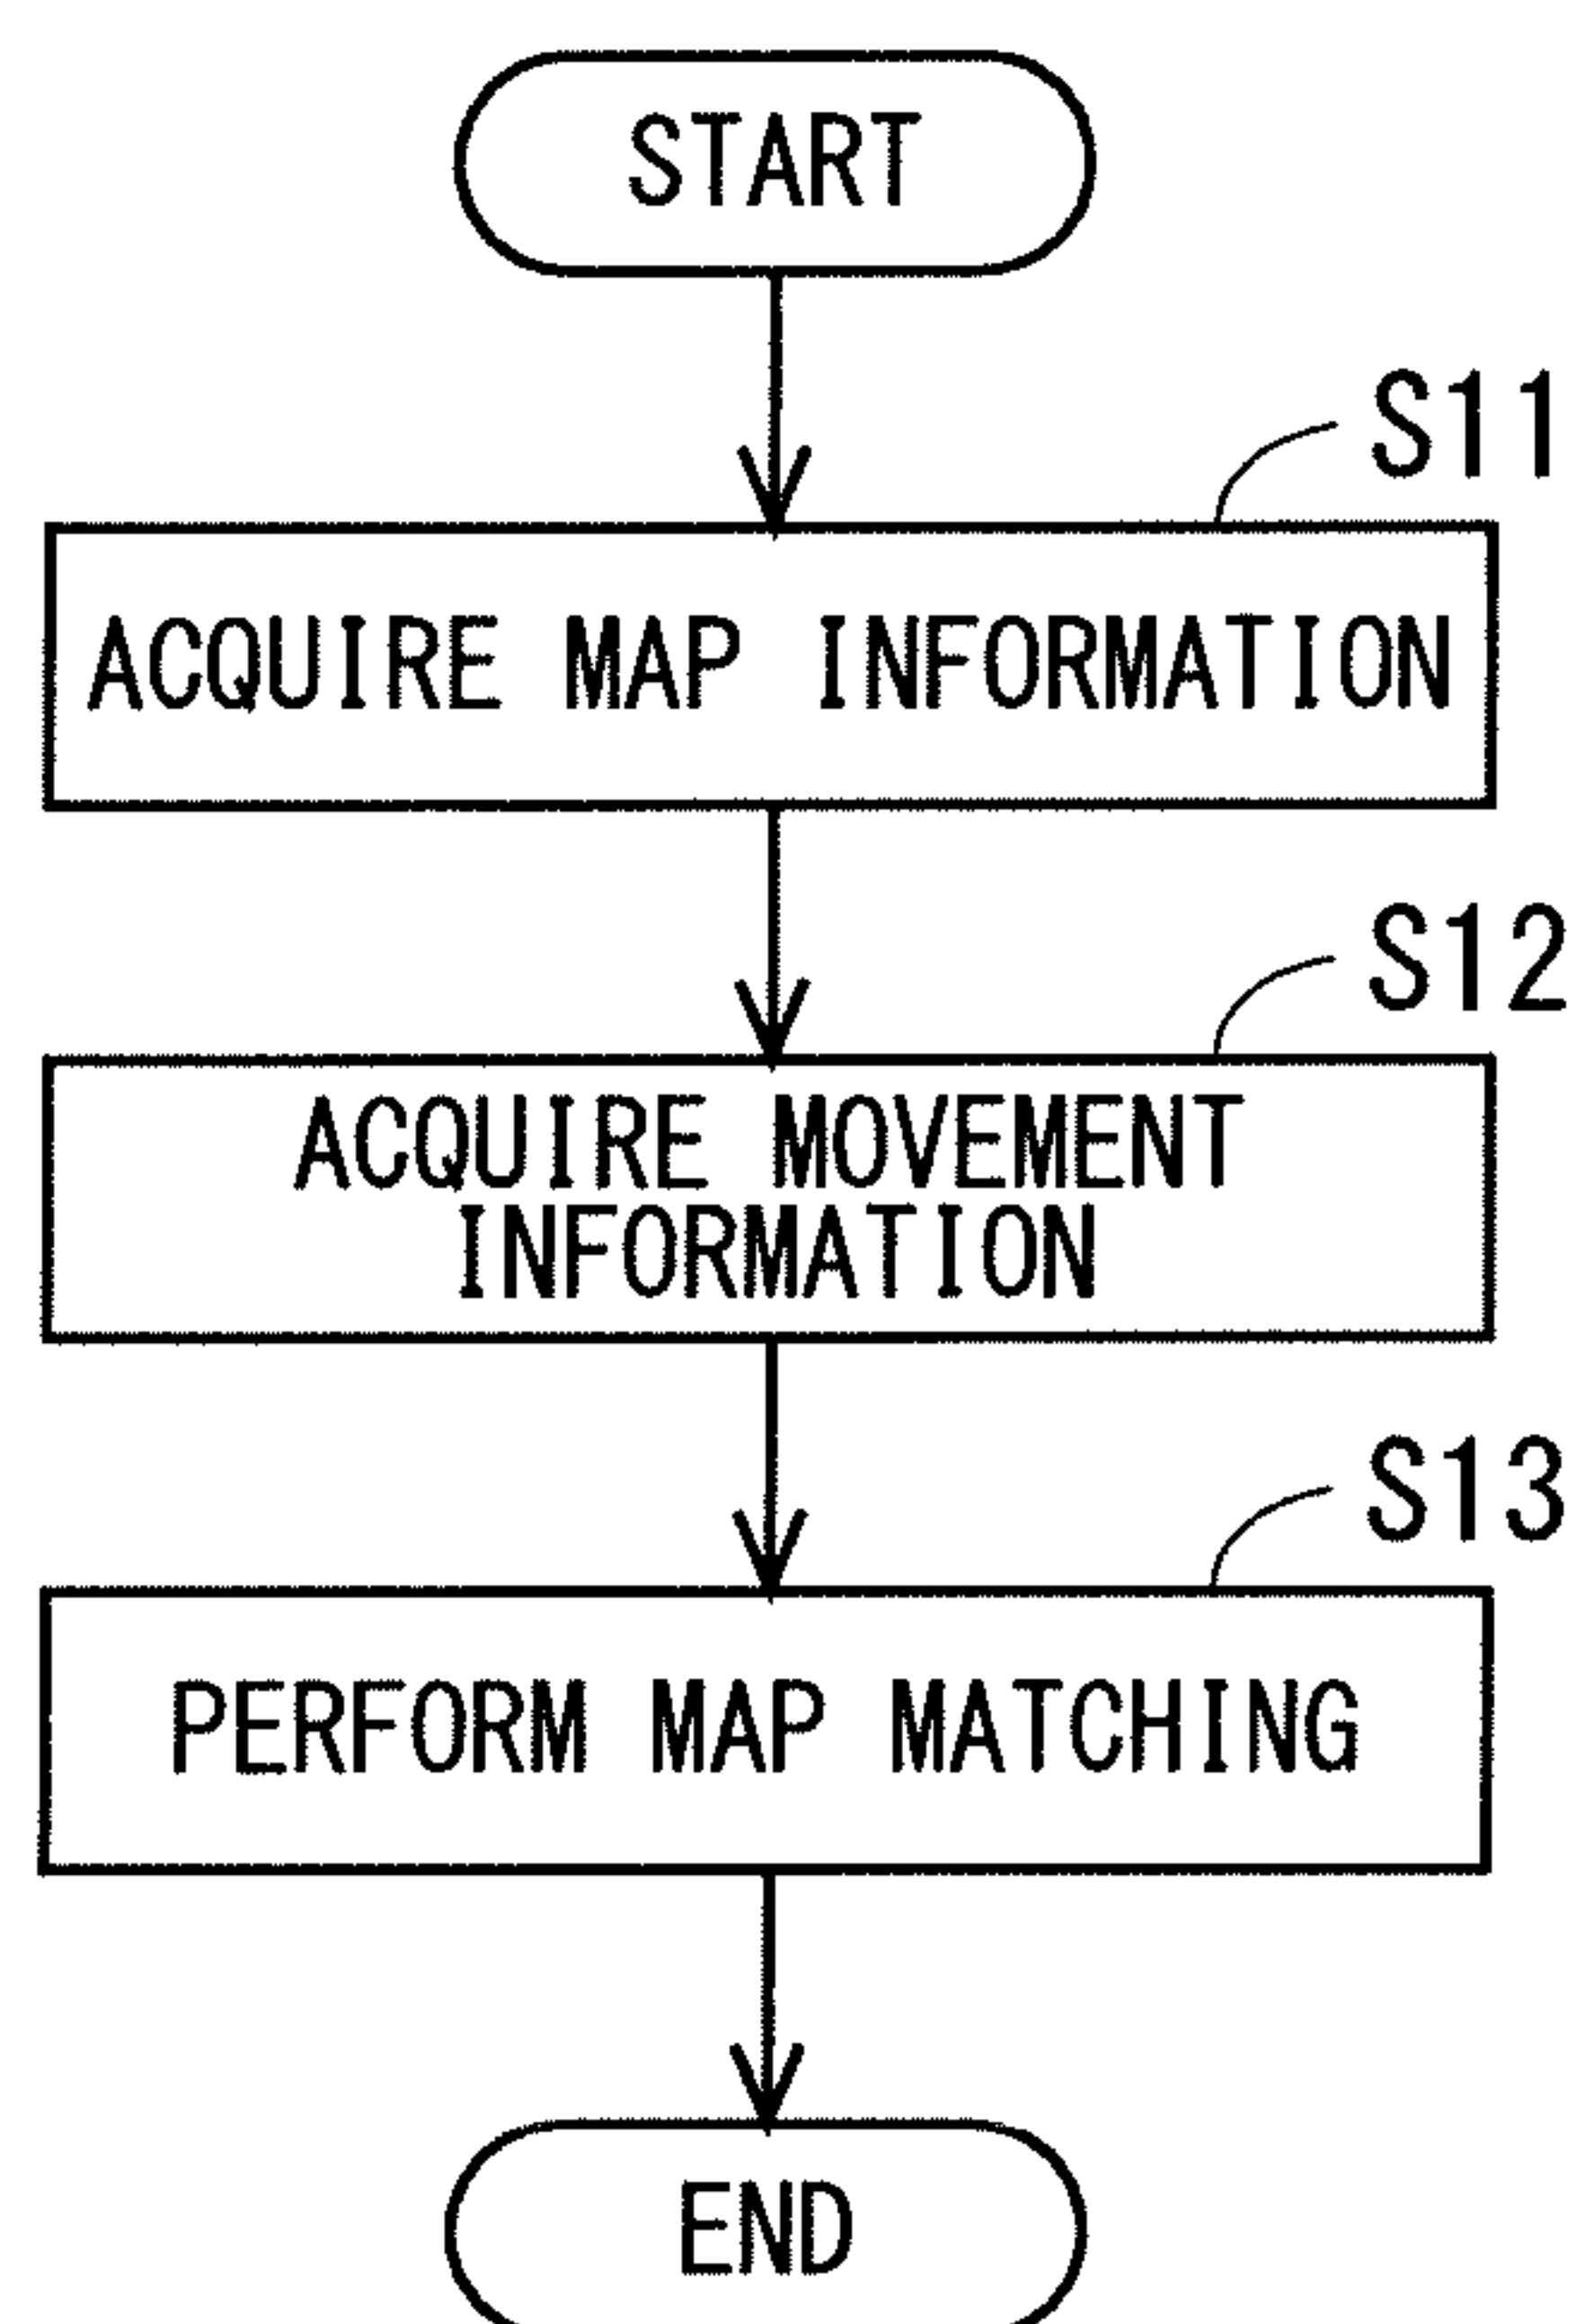 START
S11
ACQUIRE MAP INFORMATION
S12
ACQUIRE MOVEMENT
INFORMATION
S13
PERFORM MAP MATCHING
END